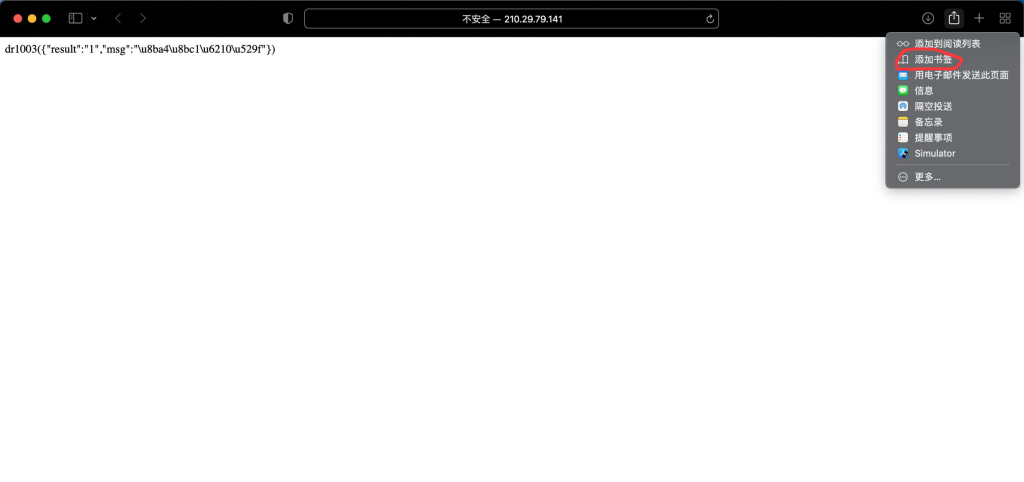 不安全 — 210.29.79.141
dr1003({"result":"1","msg":"\u8ba4\u8bc1\u6210\u529f"})
添加到阅读列表
添加书签
用电子邮件发送此页面
信息
隔空投送
备忘录
提醒事项
Simulator
更多...